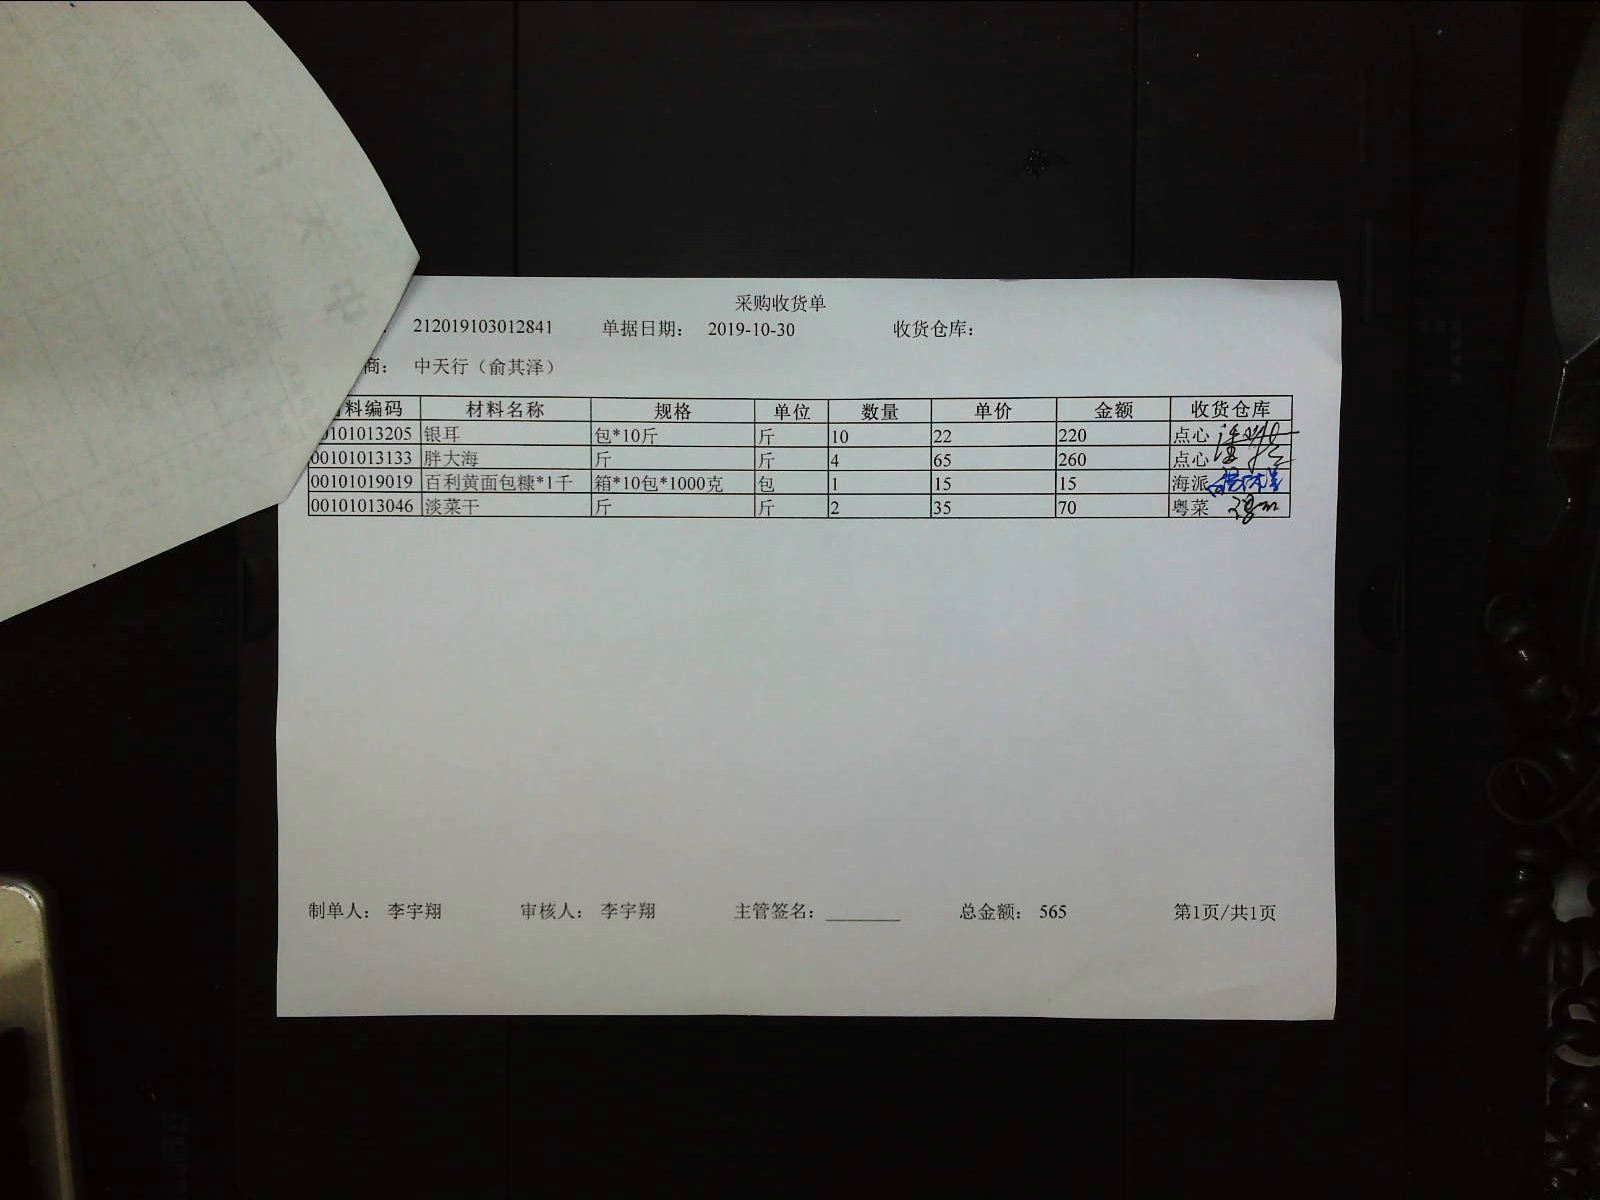 采购收货单
212019103012841 单据日期： 2019-10-30 收货仓库：
商： 中天行（俞其泽）
料编码 材料名称 规格 单位 数量 单价 金额 收货仓库
0101013205 银耳 包*10斤 斤 10 22 220 点心
00101013133 胖大海 斤 斤 4 65 260 点心
00101019019 百利黄面包糠*1千 箱*10包*1000克 包 1 15 15 海派
00101013046 淡菜干 斤 斤 2 35 70 粤菜
制单人： 李宇翔 审核人： 李宇翔 主管签名： 总金额： 565 第1页/共1页